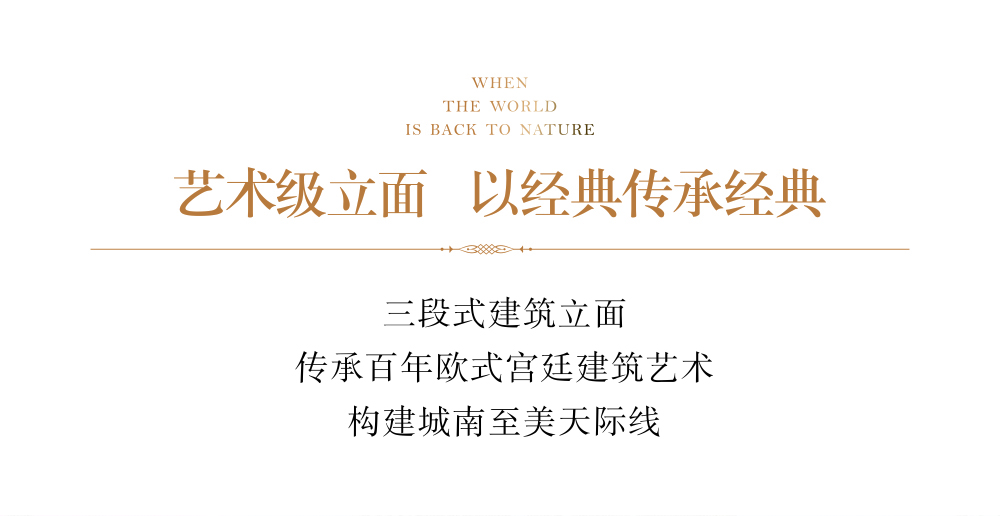 WHEN
THE WORLD
IS BACK TO NATURE
艺术级立面 以经典传承经典
三段式建筑立面
传承百年欧式宫廷建筑艺术
构建城南至美天际线